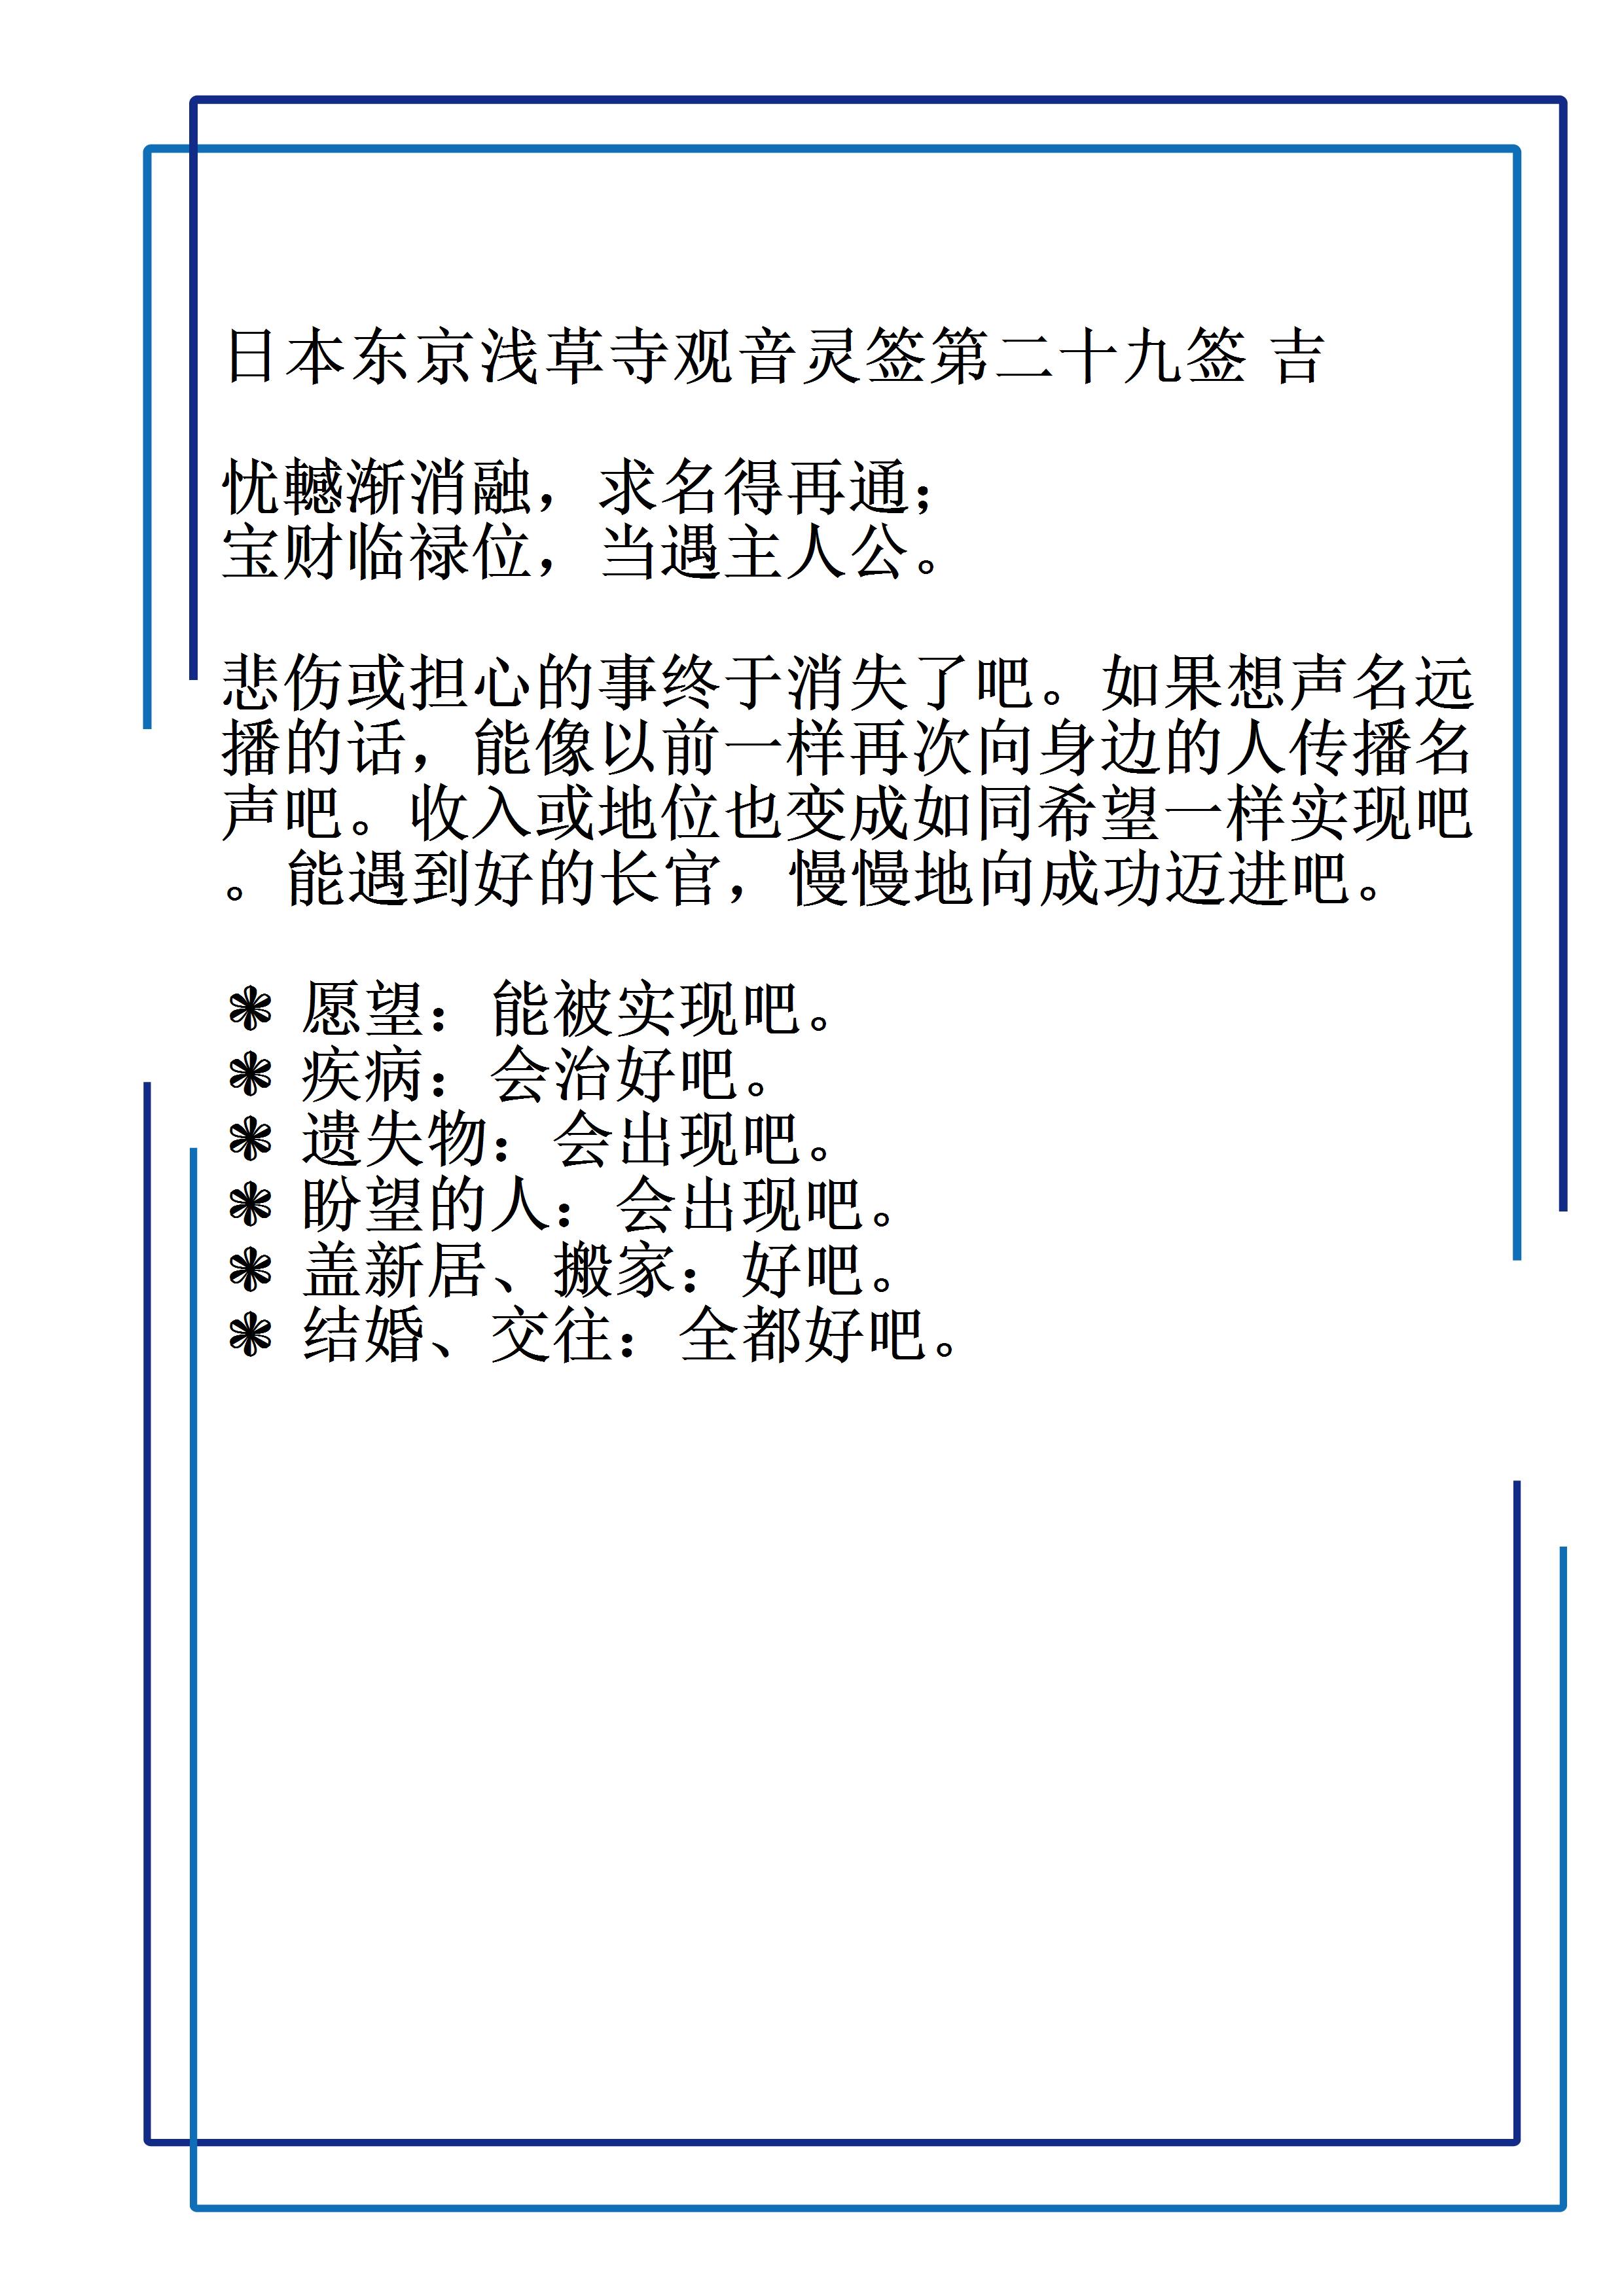 日本东京浅草寺观音灵签第二十九签 吉
忧轗渐消融，求名得再通；
宝财临禄位，当遇主人公。
悲伤或担心的事终于消失了吧。如果想声名远
播的话，能像以前一样再次向身边的人传播名
声吧。收入或地位也变成如同希望一样实现吧
。能遇到好的长官，慢慢地向成功迈进吧。
❃ 愿望：能被实现吧。
❃ 疾病：会治好吧。
❃ 遗失物：会出现吧。
❃ 盼望的人：会出现吧。
❃ 盖新居、搬家：好吧。
❃ 结婚、交往：全都好吧。